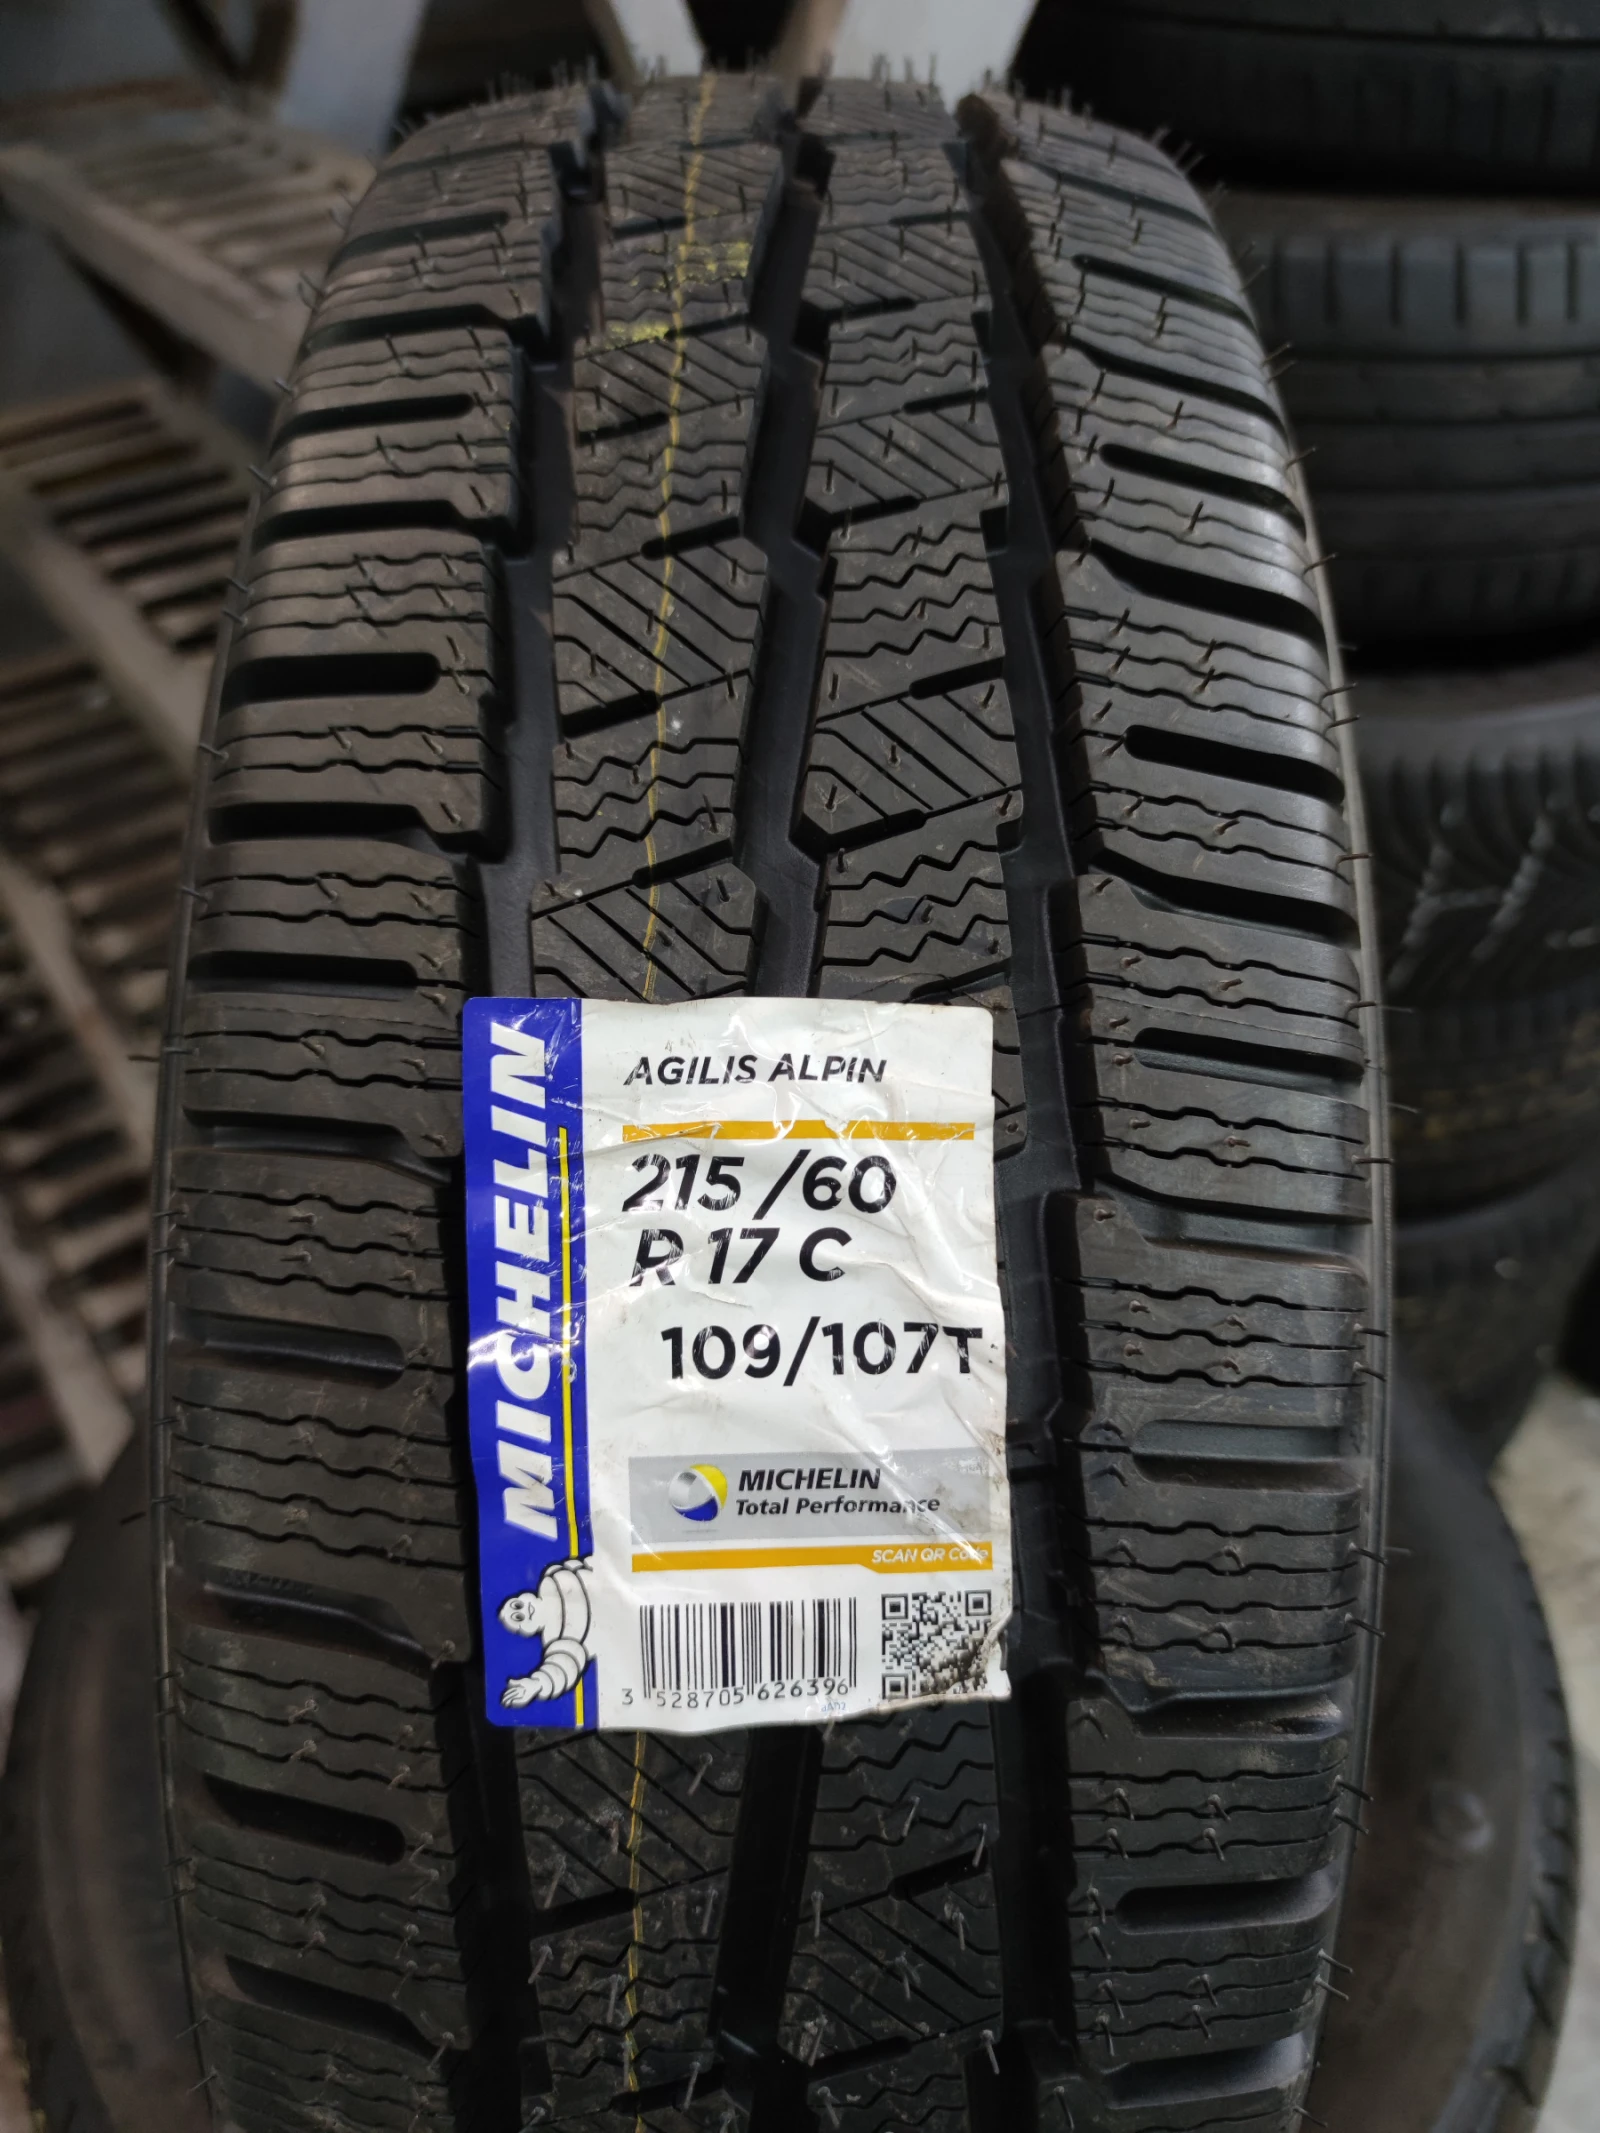 MICHELIN
AGILIS ALPIN
215/60
R 17 C
109/107T
MICHELIN
Total Performance
SCAN QR Code
3 528705 626396